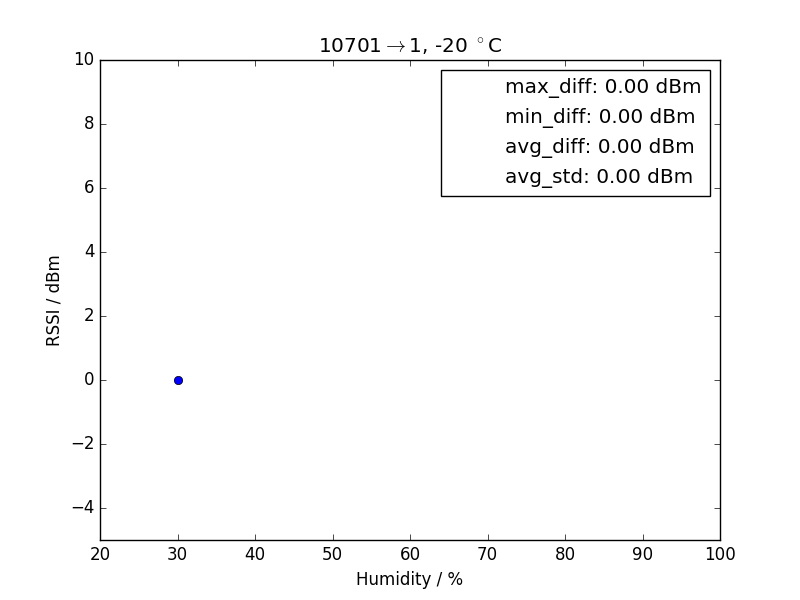 10701→1, -20 °C
max_diff: 0.00 dBm
min_diff: 0.00 dBm
avg_diff: 0.00 dBm
avg_std: 0.00 dBm
RSSI / dBm
10
8
6
4
2
0
−2
−4
20 30 40 50 60 70 80 90 100
Humidity / %